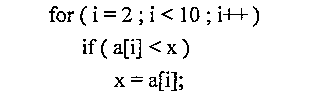 for ( i = 2 ; i < 10 ; i++ )
if ( a[i] < x )
x = a[i];